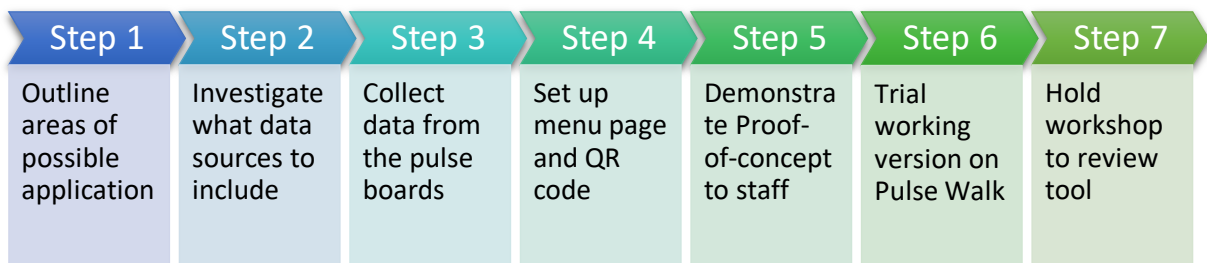 Step 1
Outline
areas of
possible
application
Step 2
Investigate
what data
sources to
include
Step 3
Collect
data from
the pulse
boards
Step 4
Set up
menu page
and QR
code
Step 5
Demonstra
te Proof-
of-concept
to staff
Step 6
Trial
working
version on
Pulse Walk
Step 7
Hold
workshop
to review
tool